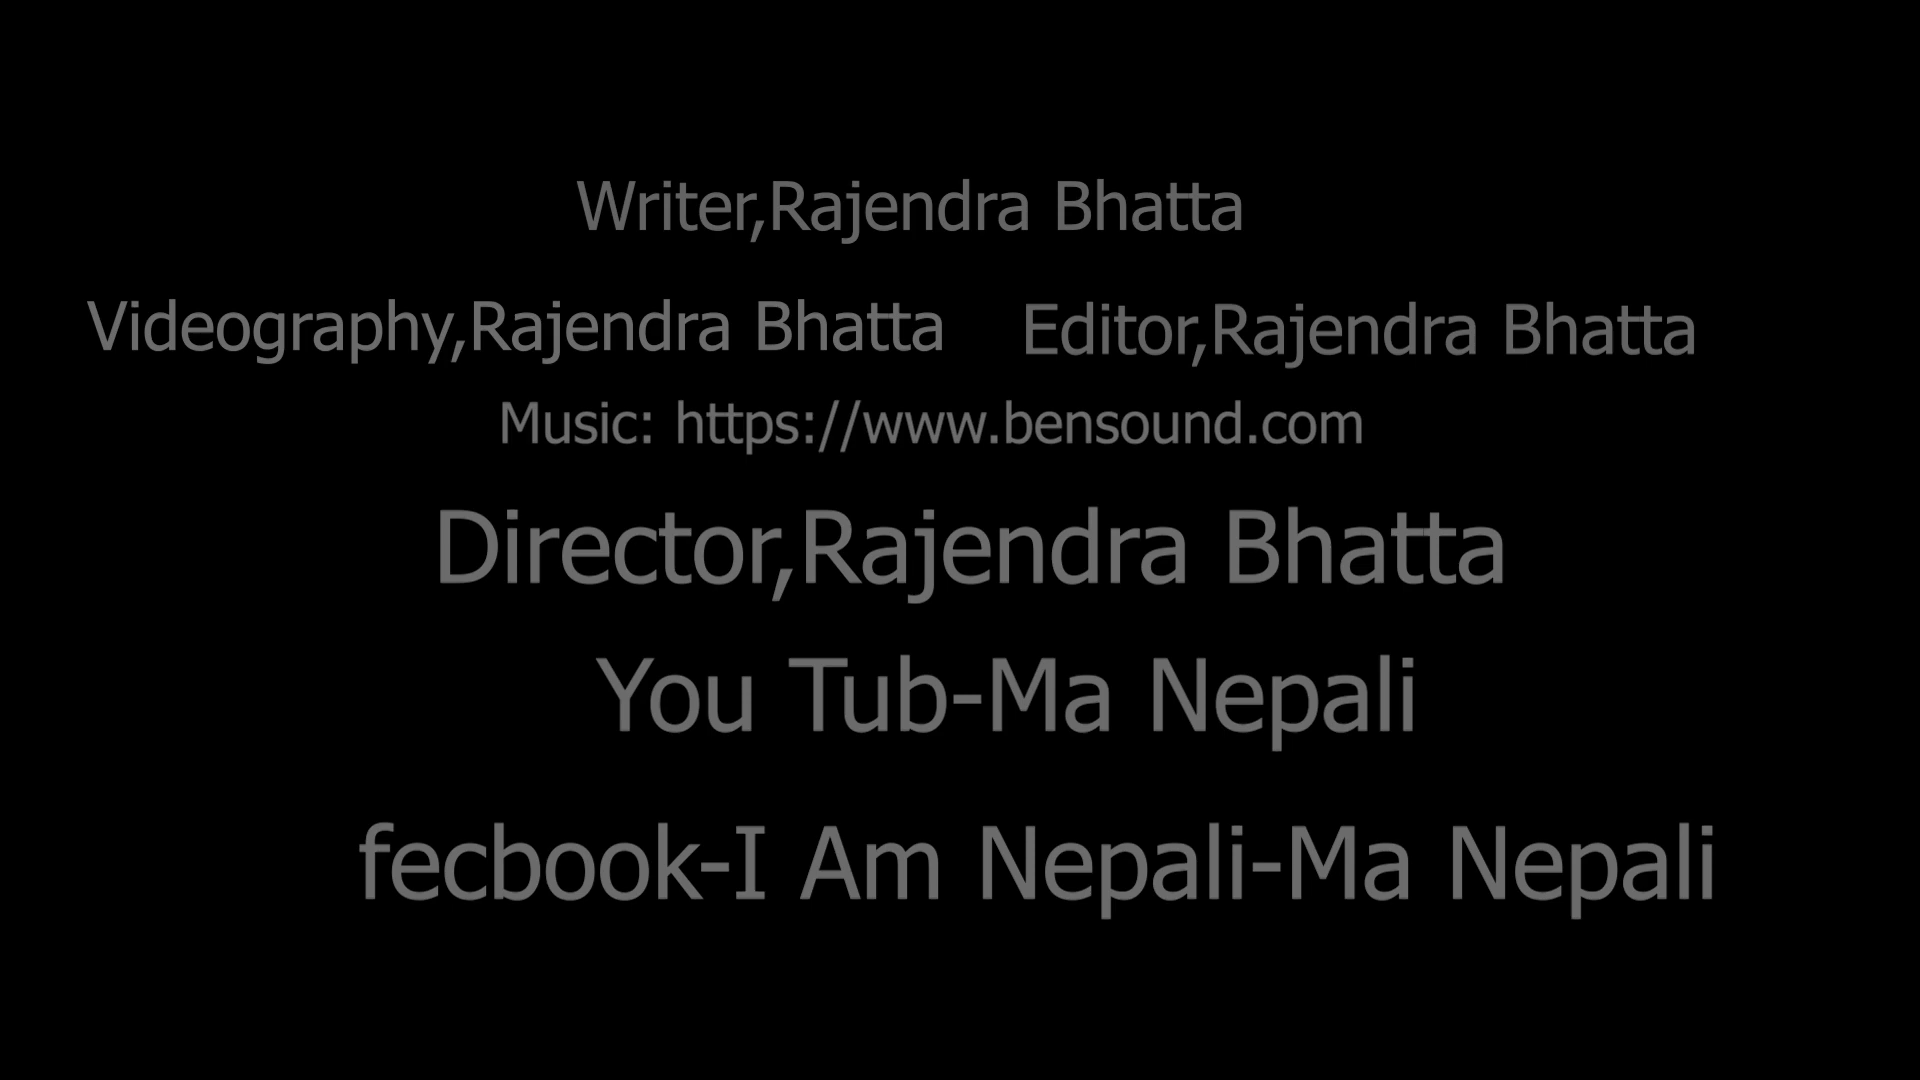 Writer,Rajendra Bhatta
Videography,Rajendra Bhatta
Editor,Rajendra Bhatta
Music: https://www.bensound.com
Director,Rajendra Bhatta
You Tub-Ma Nepali
fecbook-I Am Nepali-Ma Nepali